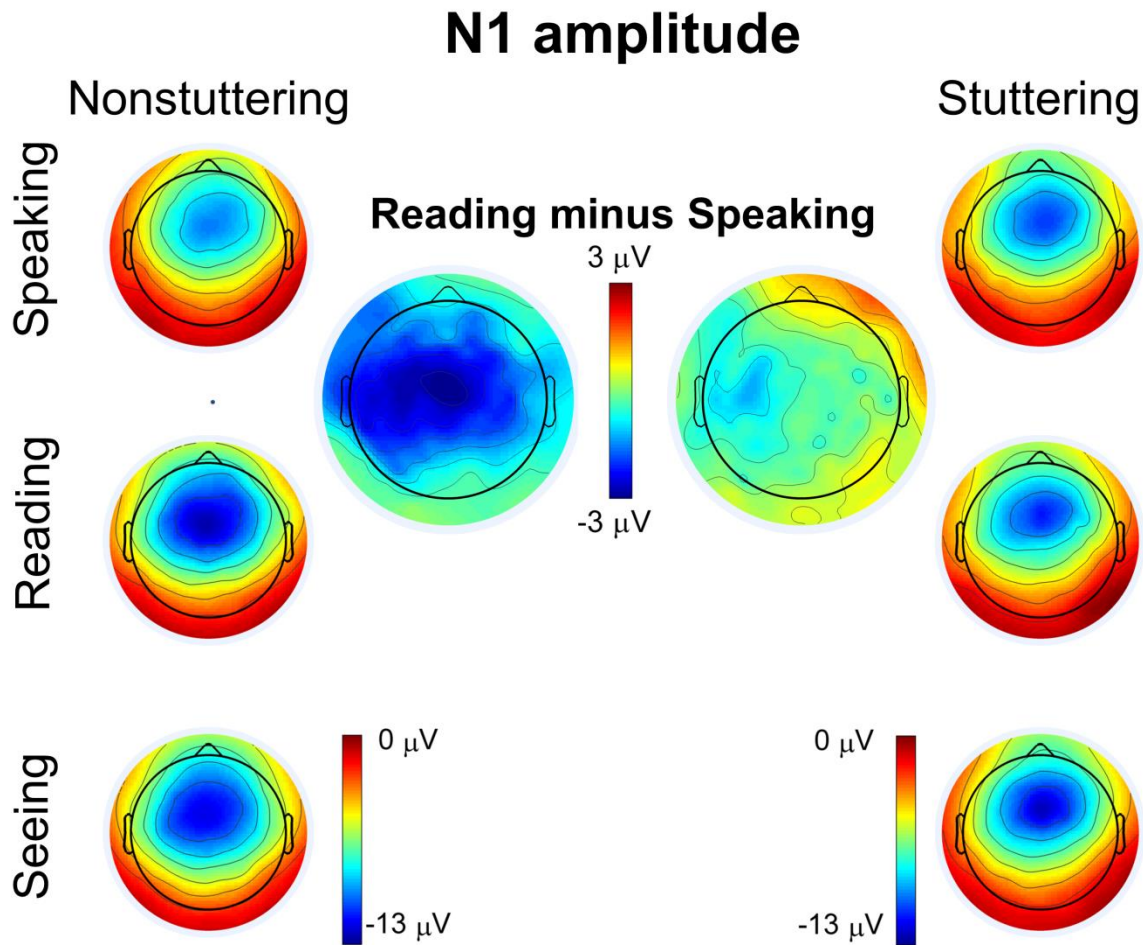 N1 amplitude
Nonstuttering
Stuttering
Speaking
Reading minus Speaking
3 μV
-3 μV
Reading
Seeing
0 μV
-13 μV
0 μV
-13 μV